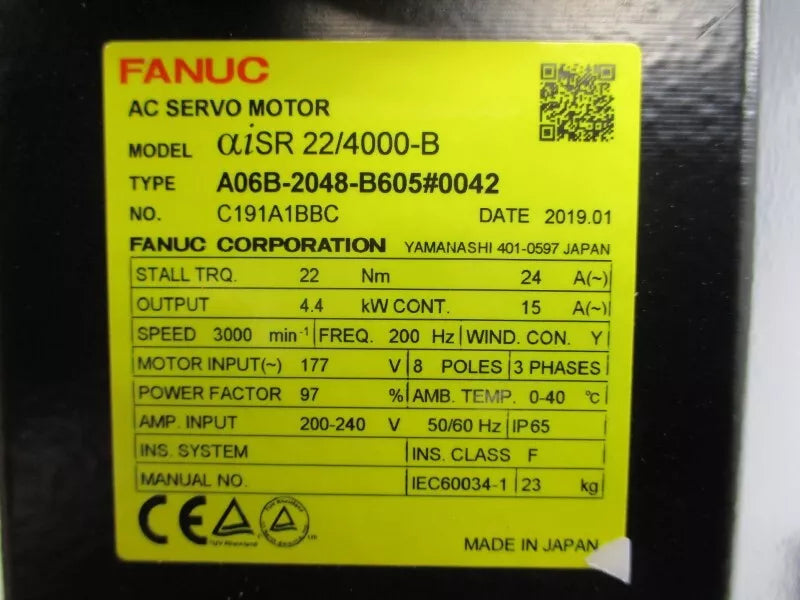 FANUC
AC SERVO MOTOR
MODEL αiSR 22/4000-B
TYPE A06B-2048-B605#0042
NO. C191A1BBC DATE 2019.01
FANUC CORPORATION YAMANASHI 401-0597 JAPAN
STALL TRQ. 22 Nm 24 A(~)
OUTPUT 4.4 kW CONT. 15 A(~)
SPEED 3000 min⁻¹ FREQ. 200 Hz WIND. CON. Y
MOTOR INPUT(~) 177 V 8 POLES 3 PHASES
POWER FACTOR 97 % AMB. TEMP. 0-40 ℃
AMP. INPUT 200-240 V 50/60 Hz IP65
INS. SYSTEM INS. CLASS F
MANUAL NO. IEC60034-1 23 kg
CE
TUV Rheinland
MADE IN JAPAN